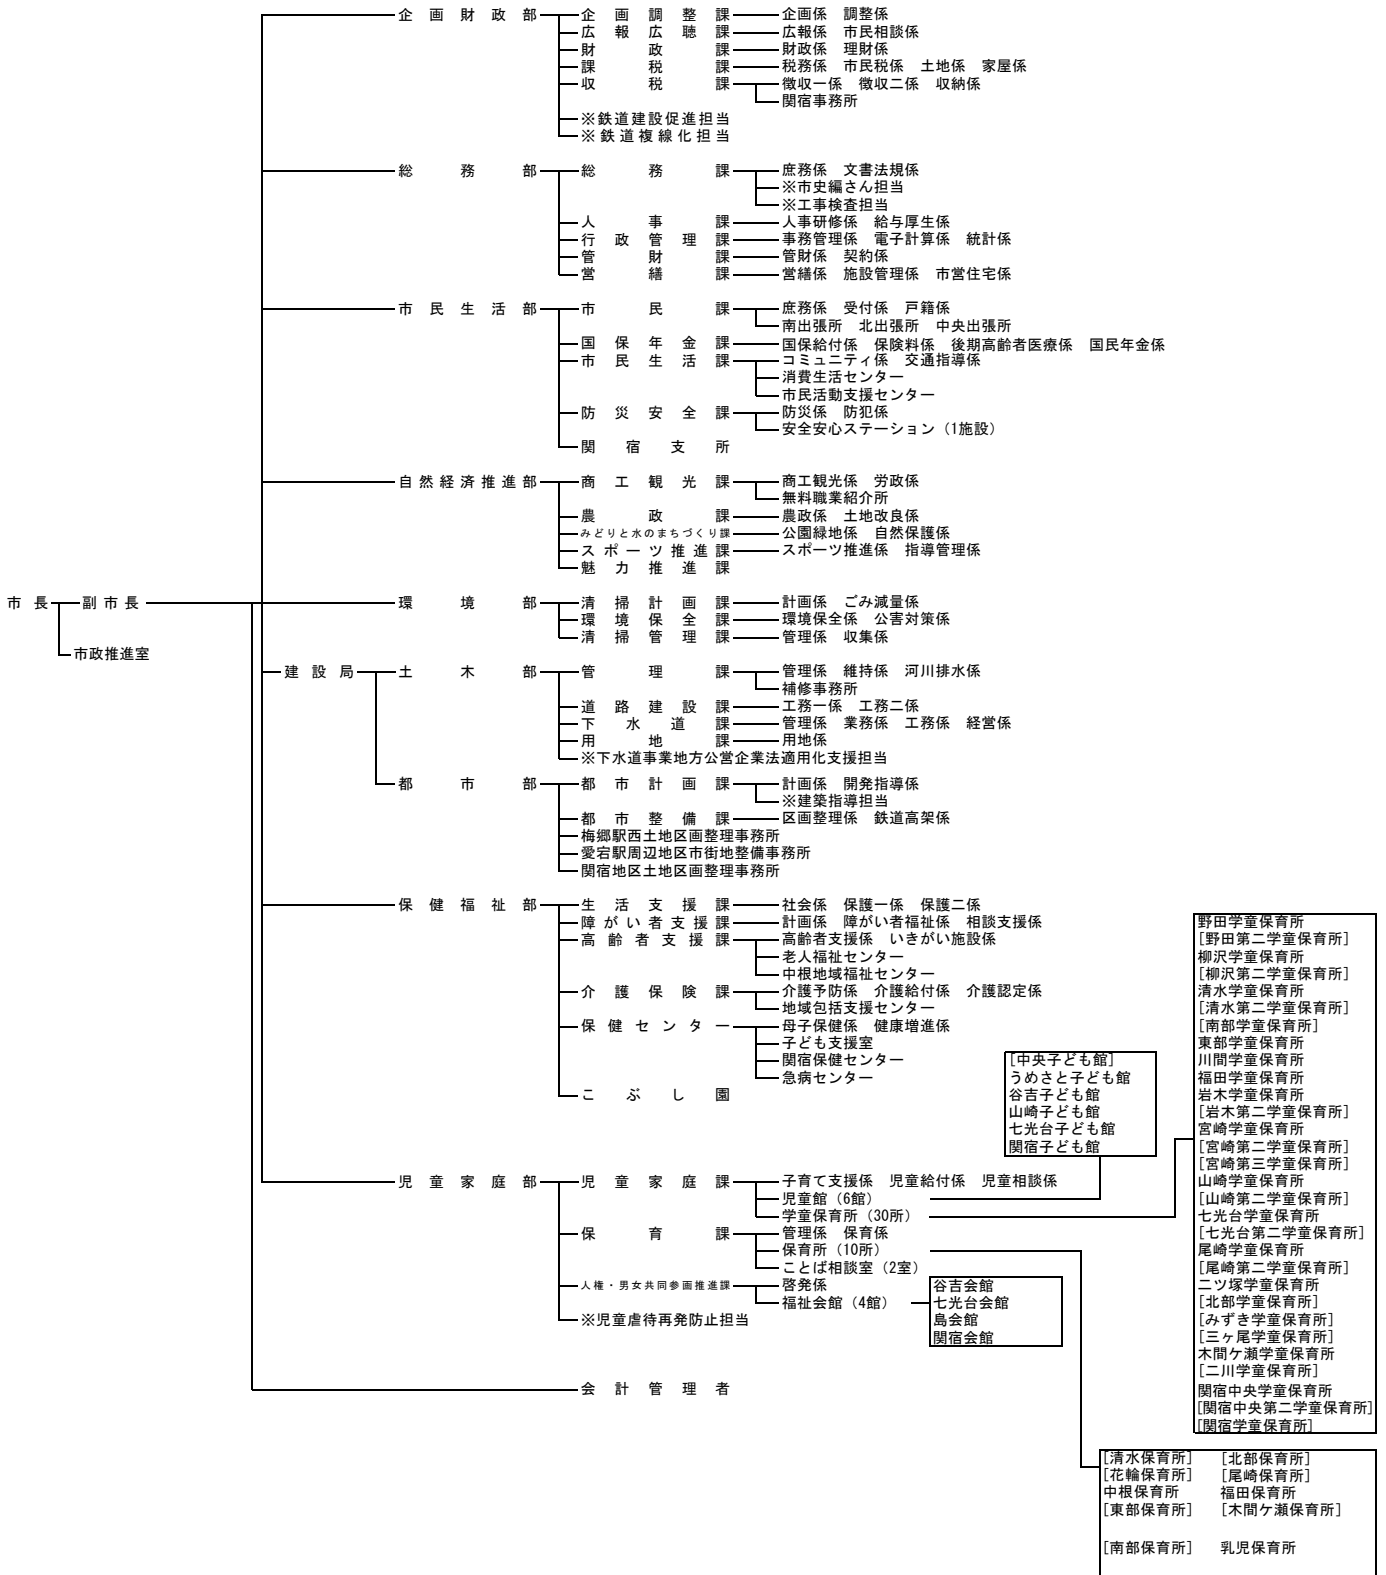 企画財政部 企画調整課 企画係 調整係
広報広聴課 広報係 市民相談係
財政課 財政係 理財係
課税課 税務係 市民税係 土地係 家屋係
収税課 徴収一係 徴収二係 収納係
関宿事務所
※鉄道建設促進担当
※鉄道複線化担当
総務部 総務課 庶務係 文書法規係
※市史編さん担当
※工事検査担当
人事課 人事研修係 給与厚生係
行政管理課 事務管理係 電子計算係 統計係
管財課 管財係 契約係
営繕課 営繕係 施設管理係 市営住宅係
市民生活部 市民課 庶務係 受付係 戸籍係
南出張所 北出張所 中央出張所
国保年金課 国保給付係 保険料係 後期高齢者医療係 国民年金係
市民生活課 コミュニティ係 交通指導係
消費生活センター
市民活動支援センター
防災安全課 防災係 防犯係
安全安心ステーション（1施設）
関宿支所
自然経済推進部 商工観光課 商工観光係 労政係
無料職業紹介所
農政課 農政係 土地改良係
みどりと水のまちづくり課 公園緑地係 自然保護係
スポーツ推進課 スポーツ推進係 指導管理係
魅力推進課
市長 副市長 環境部 清掃計画課 計画係 ごみ減量係
環境保全課 環境保全係 公害対策係
清掃管理課 管理係 収集係
市政推進室
建設局 土木部 管理課 管理係 維持係 河川排水係
補修事務所
道路建設課 工務一係 工務二係
下水道課 管理係 業務係 工務係 経営係
用地課 用地係
※下水道事業地方公営企業法適用化支援担当
都市部 都市計画課 計画係 開発指導係
※建築指導担当
都市整備課 区画整理係 鉄道高架係
梅郷駅西土地区画整理事務所
愛宕駅周辺地区市街地整備事務所
関宿地区土地区画整理事務所
保健福祉部 生活支援課 社会係 保護一係 保護二係
障がい者支援課 計画係 障がい者福祉係 相談支援係
高齢者支援課 高齢者支援係 いきがい施設係
老人福祉センター
中根地域福祉センター
介護保険課 介護予防係 介護給付係 介護認定係
地域包括支援センター
保健センター 母子保健係 健康増進係
子ども支援室
関宿保健センター
急病センター
こぶし園
児童家庭部 児童家庭課 子育て支援係 児童給付係 児童相談係
児童館（6館）
学童保育所（30所）
保育課 管理係 保育係
保育所（10所）
ことば相談室（2室）
人権・男女共同参画推進課 啓発係
福祉会館（4館）
※児童虐待再発防止担当
会計管理者
[中央子ども館]
うめさと子ども館
谷吉子ども館
山崎子ども館
七光台子ども館
関宿子ども館
谷吉会館
七光台会館
島会館
関宿会館
野田学童保育所
[野田第二学童保育所]
柳沢学童保育所
[柳沢第二学童保育所]
清水学童保育所
[清水第二学童保育所]
[南部学童保育所]
東部学童保育所
川間学童保育所
福田学童保育所
岩木学童保育所
[岩木第二学童保育所]
宮崎学童保育所
[宮崎第二学童保育所]
[宮崎第三学童保育所]
山崎学童保育所
[山崎第二学童保育所]
七光台学童保育所
[七光台第二学童保育所]
尾崎学童保育所
[尾崎第二学童保育所]
二ツ塚学童保育所
[北部学童保育所]
[みずき学童保育所]
[三ヶ尾学童保育所]
木間ケ瀬学童保育所
[二川学童保育所]
関宿中央学童保育所
[関宿中央第二学童保育所]
[関宿学童保育所]
[清水保育所] [北部保育所]
[花輪保育所] [尾崎保育所]
中根保育所 福田保育所
[東部保育所] [木間ケ瀬保育所]
[南部保育所] 乳児保育所